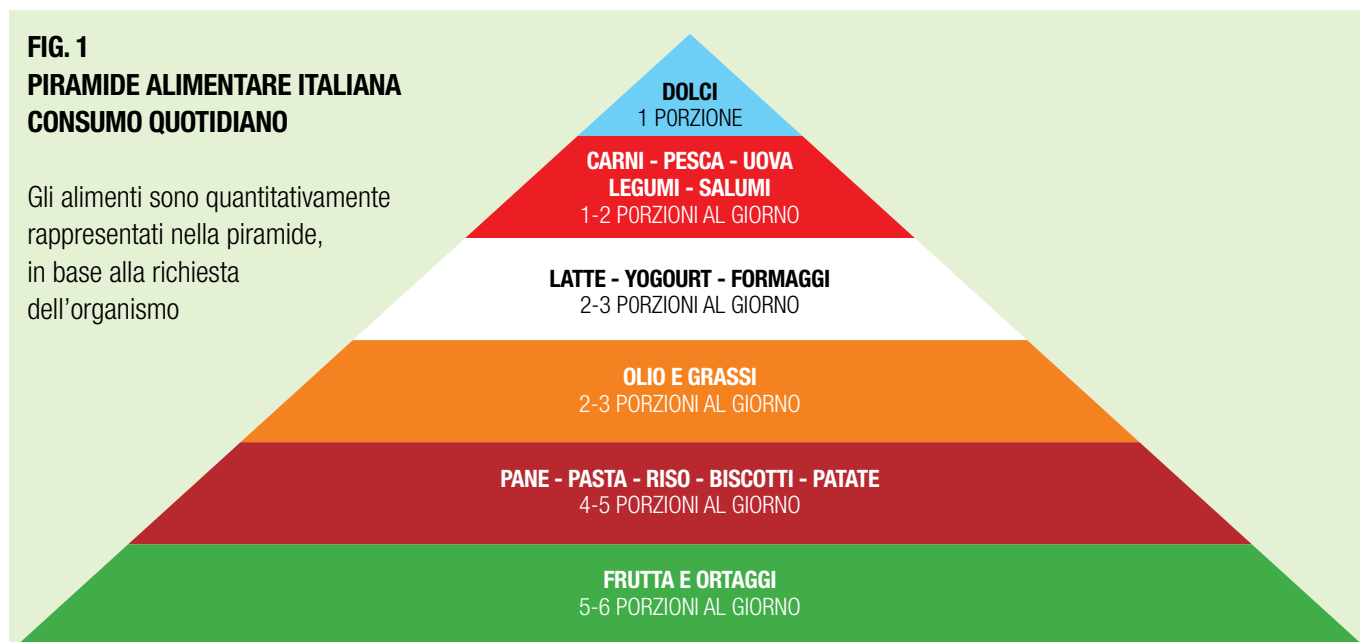 FIG. 1
PIRAMIDE ALIMENTARE ITALIANA
CONSUMO QUOTIDIANO
Gli alimenti sono quantitativamente
rappresentati nella piramide,
in base alla richiesta
dell’organismo
DOLCI
1 PORZIONE
CARNI - PESCA - UOVA
LEGUMI - SALUMI
1-2 PORZIONI AL GIORNO
LATTE - YOGOURT - FORMAGGI
2-3 PORZIONI AL GIORNO
OLIO E GRASSI
2-3 PORZIONI AL GIORNO
PANE - PASTA - RISO - BISCOTTI - PATATE
4-5 PORZIONI AL GIORNO
FRUTTA E ORTAGGI
5-6 PORZIONI AL GIORNO